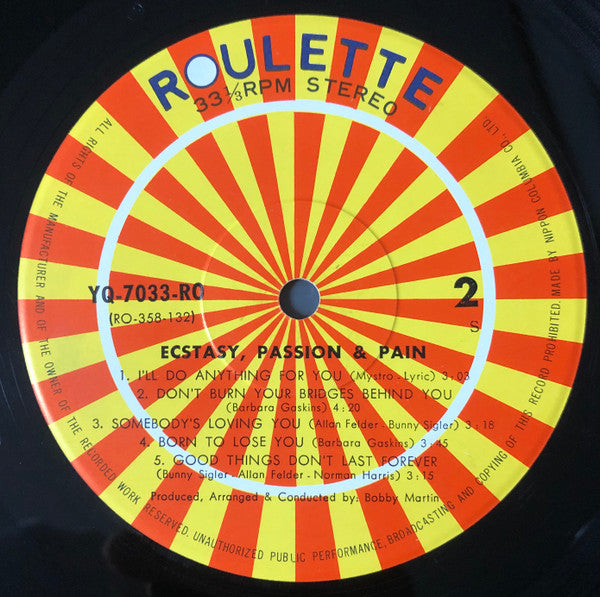 ROULETTE
33⅓RPM STEREO
YQ-7033-RO
(RO-358-132)
2
S
ECSTASY, PASSION & PAIN
1. I'LL DO ANYTHING FOR YOU (Mystro-Lyric) 3:03
2. DON'T BURN YOUR BRIDGES BEHIND YOU
(Barbara Gaskins) 4:20
3. SOMEBODY'S LOVING YOU (Allan Felder-Bunny Sigler) 3:18
4. BORN TO LOSE YOU (Barbara Gaskins) 3:45
5. GOOD THINGS DON'T LAST FOREVER
(Bunny Sigler-Allan Felder-Norman Harris) 3:15
Produced, Arranged & Conducted by: Bobby Martin
ALL RIGHTS OF THE MANUFACTURER AND OF THE OWNER OF THE RECORDED WORK RESERVED. UNAUTHORIZED PUBLIC PERFORMANCE, BROADCASTING AND COPYING OF THIS RECORD PROHIBITED. MADE BY NIPPON COLUMBIA CO., LTD.